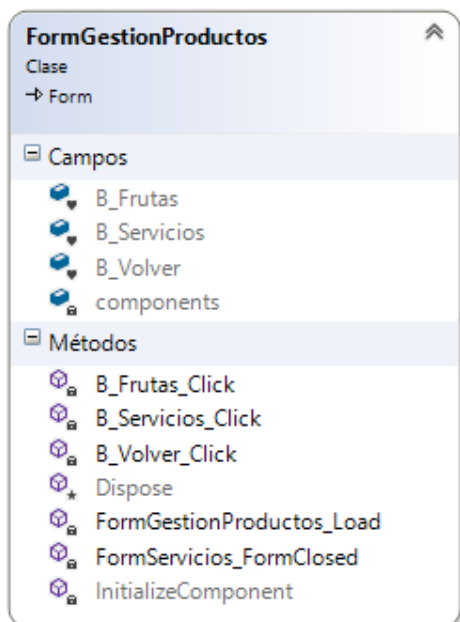 FormGestionProductos
Clase
Form
Campos
B_Frutas
B_Servicios
B_Volver
components
Métodos
B_Frutas_Click
B_Servicios_Click
B_Volver_Click
Dispose
FormGestionProductos_Load
FormServicios_FormClosed
InitializeComponent